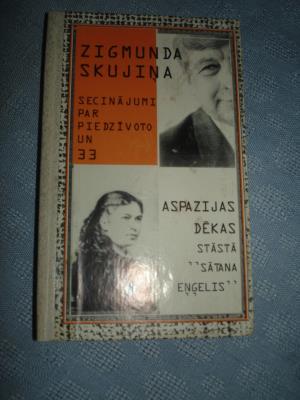 ZIGMUNDA
SKUJIŅA
SECINĀJUMI
PAR
PIEDZĪVOTO
UN
33
ASPAZIJAS
DĒKAS
STĀSTĀ
"SĀTANA
EŅĢELIS"